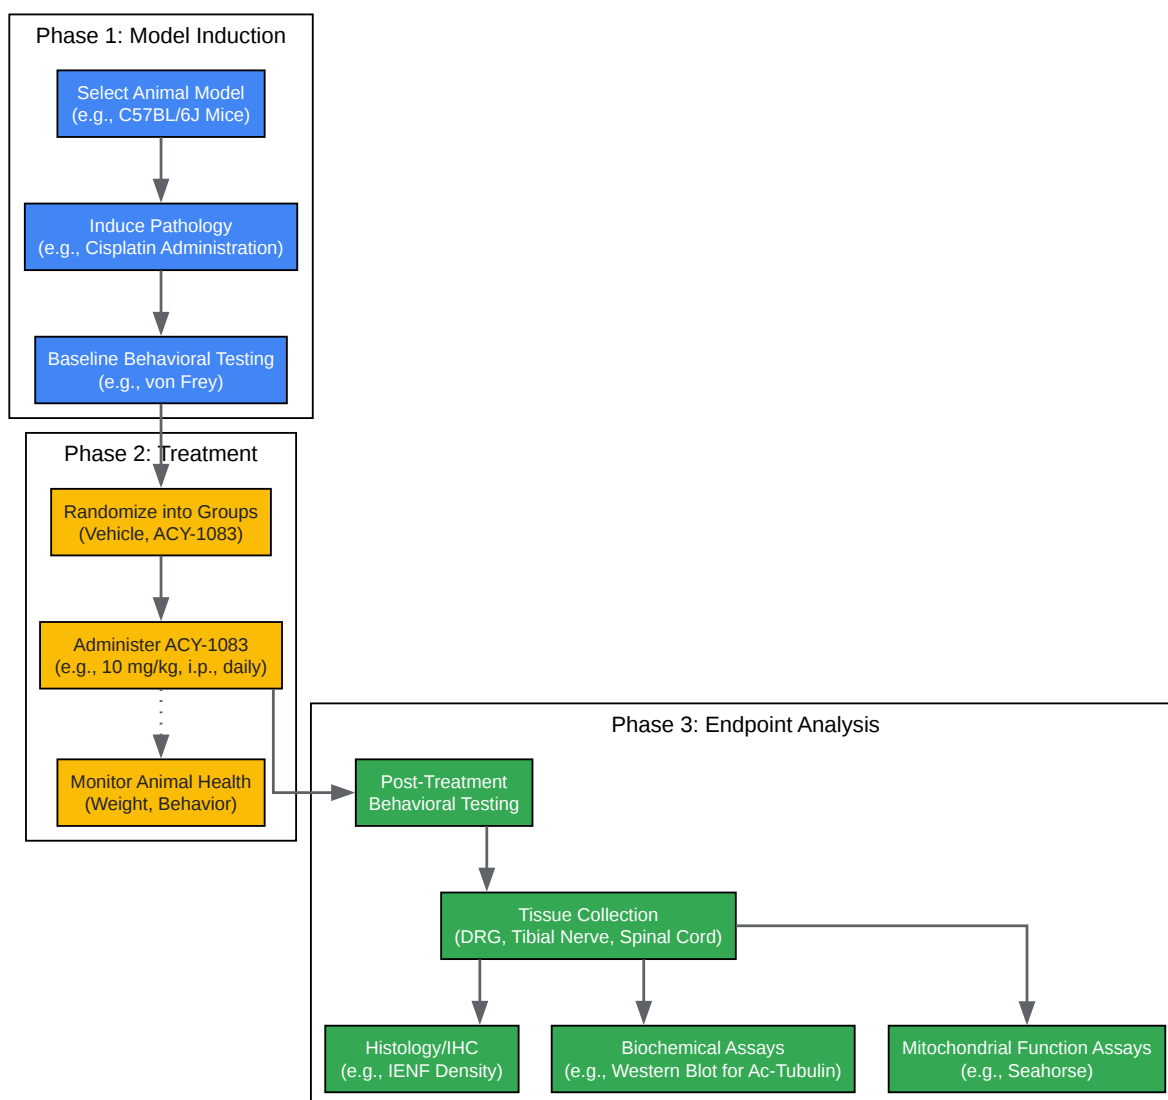 Phase 1: Model Induction
Select Animal Model
(e.g., C57BL/6J Mice)
Induce Pathology
(e.g., Cisplatin Administration)
Baseline Behavioral Testing
(e.g., von Frey)
Phase 2: Treatment
Randomize into Groups
(Vehicle, ACY-1083)
Administer ACY-1083
(e.g., 10 mg/kg, i.p., daily)
Monitor Animal Health
(Weight, Behavior)
Phase 3: Endpoint Analysis
Post-Treatment
Behavioral Testing
Tissue Collection
(DRG, Tibial Nerve, Spinal Cord)
Histology/IHC
(e.g., IENF Density)
Biochemical Assays
(e.g., Western Blot for Ac-Tubulin)
Mitochondrial Function Assays
(e.g., Seahorse)